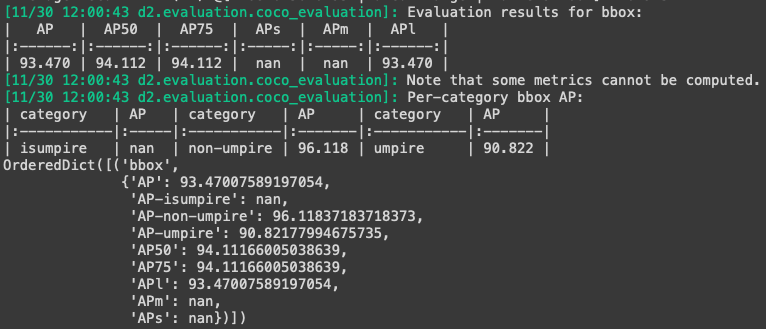 [11/30 12:00:43 d2.evaluation.coco_evaluation]: Evaluation results for bbox:
|   AP   |  AP50  |  AP75  |  APs  |  APm  |  APl   |
|:------:|:------:|:------:|:-----:|:-----:|:------:|
| 93.470 | 94.112 | 94.112 |  nan  |  nan  | 93.470 |
[11/30 12:00:43 d2.evaluation.coco_evaluation]: Note that some metrics cannot be computed.
[11/30 12:00:43 d2.evaluation.coco_evaluation]: Per-category bbox AP:
| category   | AP   | category   | AP     | category   | AP     |
|:-----------|:-----|:-----------|:-------|:-----------|:-------|
| isumpire   | nan  | non-umpire | 96.118 | umpire     | 90.822 |
OrderedDict([('bbox',
{'AP': 93.47007589197054,
'AP-isumpire': nan,
'AP-non-umpire': 96.11837183718373,
'AP-umpire': 90.82177994675735,
'AP50': 94.11166005038639,
'AP75': 94.11166005038639,
'APl': 93.47007589197054,
'APm': nan,
'APs': nan})])